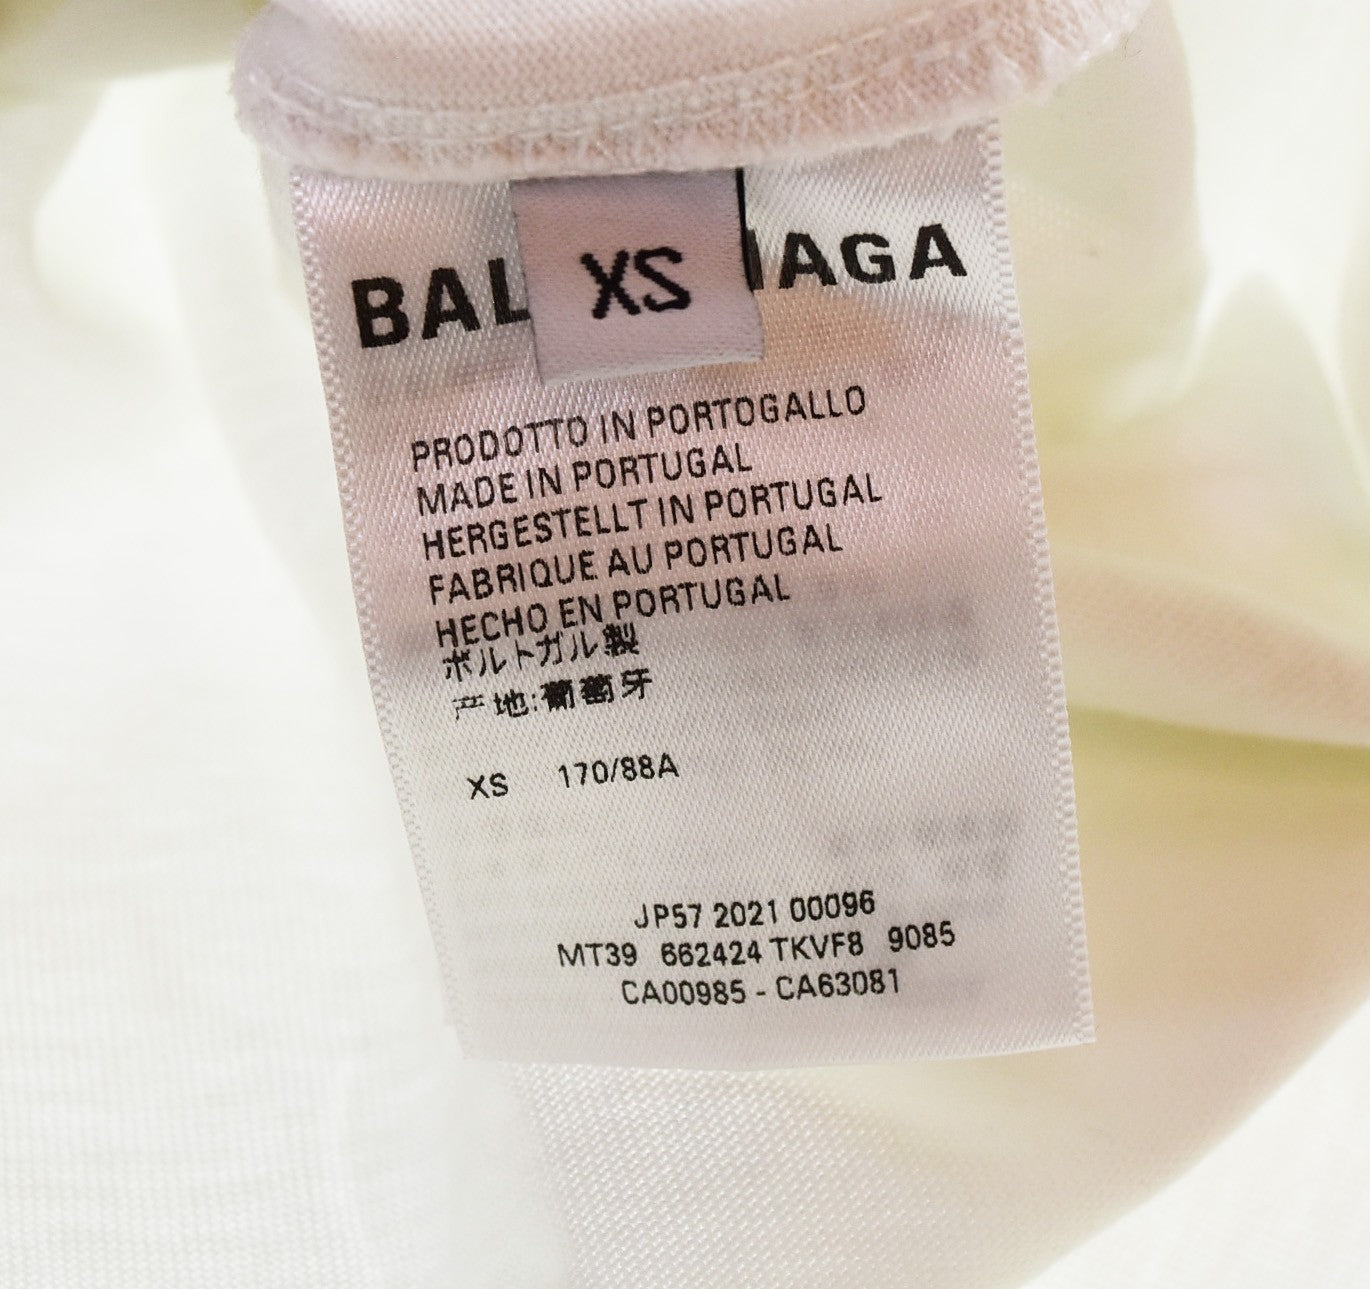 BAL XS IAGA
PRODOTTO IN PORTOGALLO
MADE IN PORTUGAL
HERGESTELLT IN PORTUGAL
FABRIQUE AU PORTUGAL
HECHO EN PORTUGAL
ポルトガル製
产地:葡萄牙
XS 170/88A
JP57 2021 00096
MT39 662424 TKVF8 9085
CA00985 - CA63081